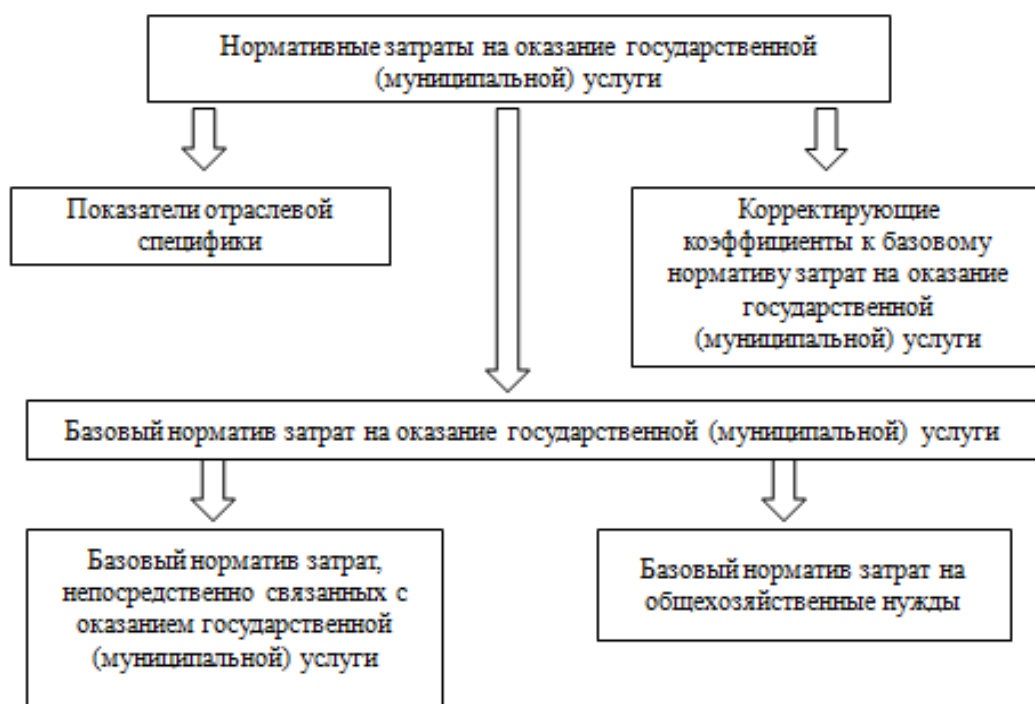 Нормативные затраты на оказание государственной
(муниципальной) услуги
Показатели отраслевой
специфики
Корректирующие
коэффициенты к базовому
нормативу затрат на оказание
государственной
(муниципальной) услуги
Базовый норматив затрат на оказание государственной (муниципальной) услуги
Базовый норматив затрат,
непосредственно связанных с
оказанием государственной
(муниципальной) услуги
Базовый норматив затрат на
общехозяйственные нужды